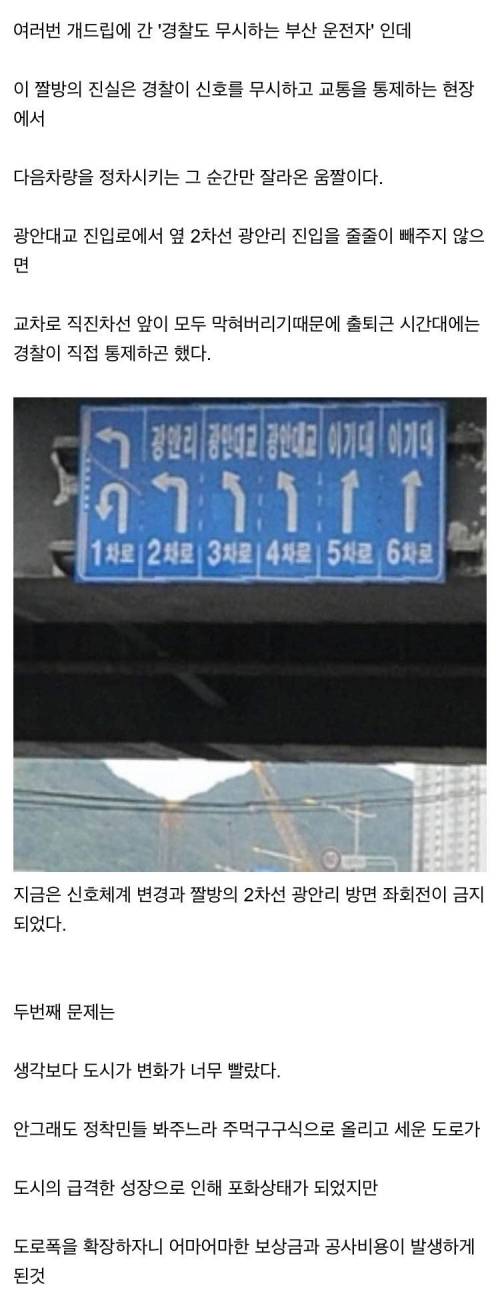 여러번 개드립에 간 '경찰도 무시하는 부산 운전자' 인데
이 짤방의 진실은 경찰이 신호를 무시하고 교통을 통제하는 현장
에서
다음차량을 정차시키는 그 순간만 잘라온 움짤이다.
광안대교 진입로에서 옆 2차선 광안리 진입을 줄줄이 빼주지 않으
면
교차로 직진차선 앞이 모두 막혀버리기때문에 출퇴근 시간대에는
경찰이 직접 통제하곤 했다.
광안리 광안대교 광안대교 이기대 이기대
1차로 2차로 3차로 4차로 5차로 6차로
지금은 신호체계 변경과 짤방의 2차선 광안리 방면 좌회전이 금지
되었다.
두번째 문제는
생각보다 도시가 변화가 너무 빨랐다.
안그래도 정착민들 봐주느라 주먹구구식으로 올리고 세운 도로가
도시의 급격한 성장으로 인해 포화상태가 되었지만
도로폭을 확장하자니 어마어마한 보상금과 공사비용이 발생하게
된것